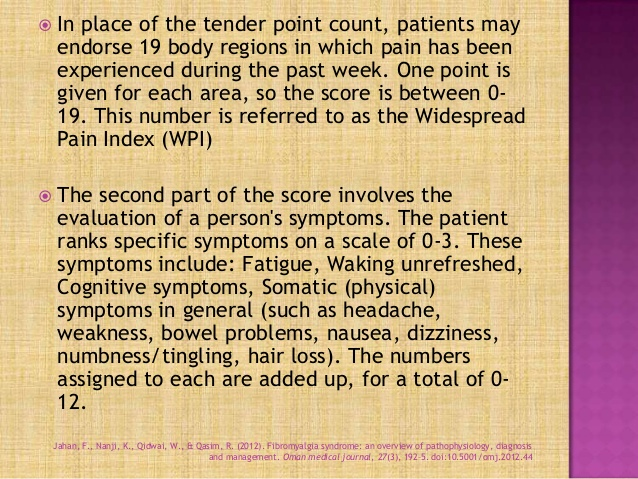 In place of the tender point count, patients may
endorse 19 body regions in which pain has been
experienced during the past week. One point is
given for each area, so the score is between 0-
19. This number is referred to as the Widespread
Pain Index (WPI)
The second part of the score involves the
evaluation of a person's symptoms. The patient
ranks specific symptoms on a scale of 0-3. These
symptoms include: Fatigue, Waking unrefreshed,
Cognitive symptoms, Somatic (physical)
symptoms in general (such as headache,
weakness, bowel problems, nausea, dizziness,
numbness/tingling, hair loss). The numbers
assigned to each are added up, for a total of 0-
12.
Jahan, F., Nanji, K., Qidwai, W., & Qasim, R. (2012). Fibromyalgia syndrome: an overview of pathophysiology, diagnosis
and management. Oman medical journal, 27(3), 192-5. doi:10.5001/omj.2012.44